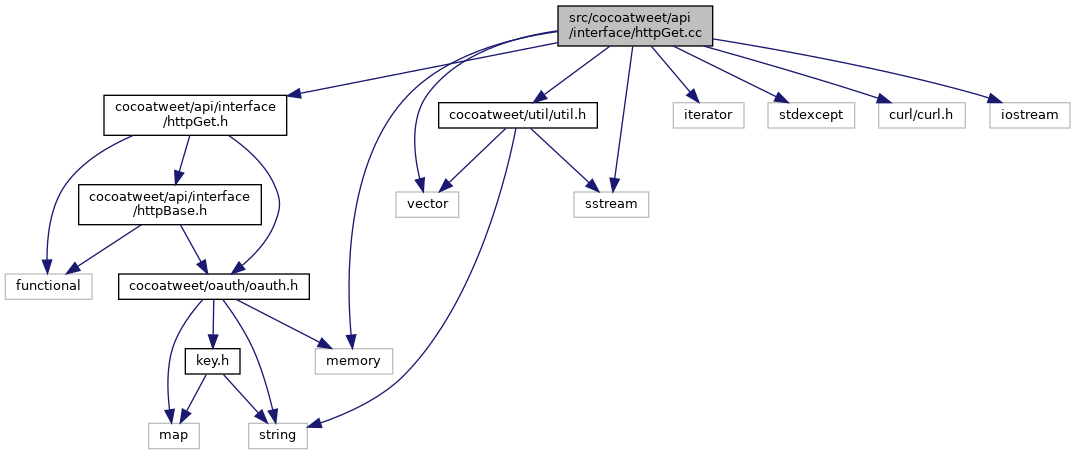 src/cocoatweet/api
/interface/httpGet.cc
cocoatweet/api/interface
/httpGet.h
cocoatweet/util/util.h
iterator
stdexcept
curl/curl.h
iostream
cocoatweet/api/interface
/httpBase.h
vector
sstream
functional
cocoatweet/oauth/oauth.h
key.h
memory
map
string